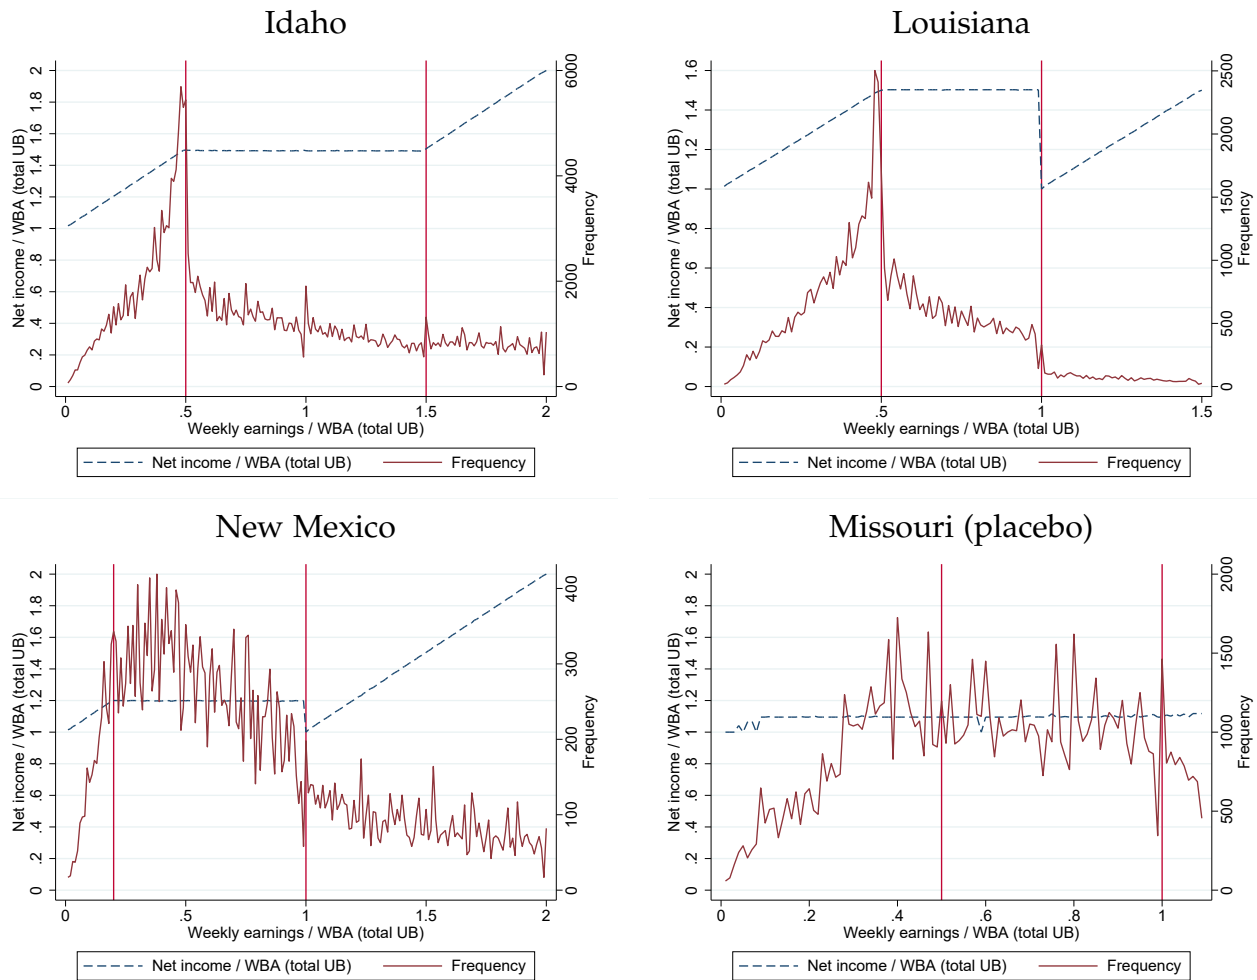 Idaho
Net income / WBA (total UB)
0 .2 .4 .6 .8 1 1.2 1.4 1.6 1.8 2
0 2000 4000 6000
Frequency
0 .5 1 1.5 2
Weekly earnings / WBA (total UB)
Net income / WBA (total UB) Frequency
Louisiana
Net income / WBA (total UB)
0 .2 .4 .6 .8 1 1.2 1.4 1.6
0 500 1000 1500 2000 2500
Frequency
0 .5 1 1.5
Weekly earnings / WBA (total UB)
Net income / WBA (total UB) Frequency
New Mexico
Net income / WBA (total UB)
0 .2 .4 .6 .8 1 1.2 1.4 1.6 1.8 2
0 100 200 300 400
Frequency
0 .5 1 1.5 2
Weekly earnings / WBA (total UB)
Net income / WBA (total UB) Frequency
Missouri (placebo)
Net income / WBA (total UB)
0 .2 .4 .6 .8 1 1.2 1.4 1.6 1.8 2
0 500 1000 1500 2000
Frequency
0 .2 .4 .6 .8 1
Weekly earnings / WBA (total UB)
Net income / WBA (total UB) Frequency